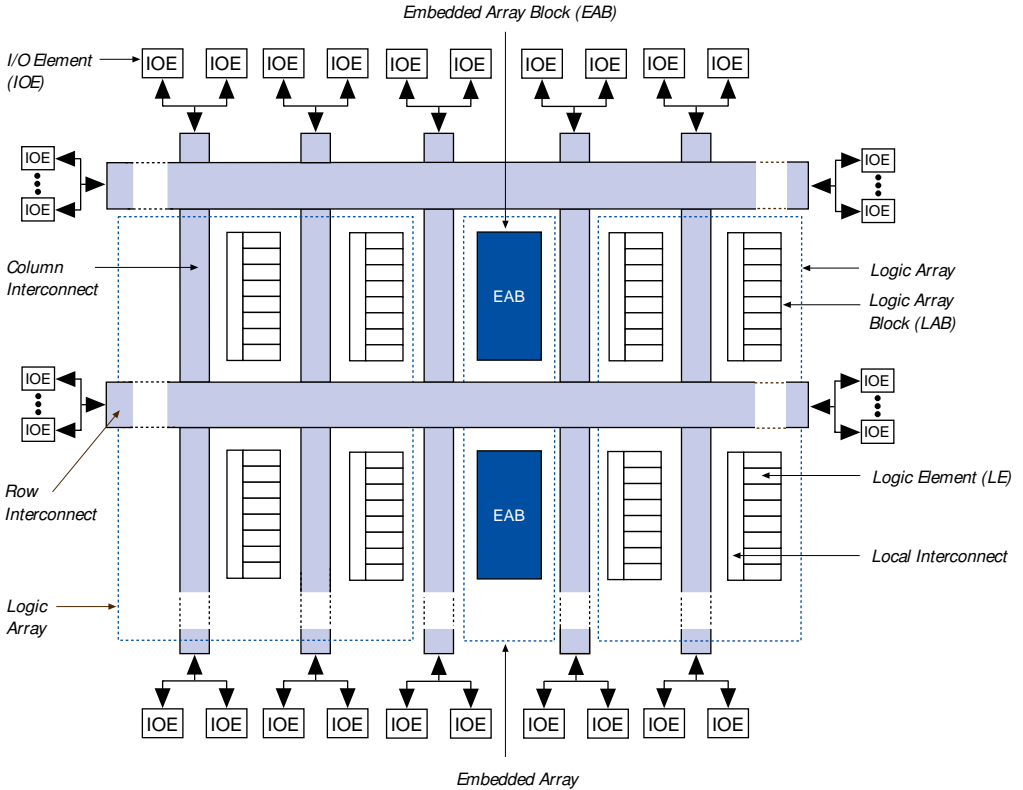 Embedded Array Block (EAB)
I/O Element
(IOE)
IOE IOE IOE IOE IOE IOE IOE IOE IOE IOE
IOE
IOE
IOE
IOE
Column
Interconnect
EAB
Logic Array
Logic Array
Block (LAB)
IOE
IOE
IOE
IOE
Row
Interconnect
EAB
Logic Element (LE)
Local Interconnect
Logic
Array
IOE IOE IOE IOE IOE IOE IOE IOE IOE IOE
Embedded Array